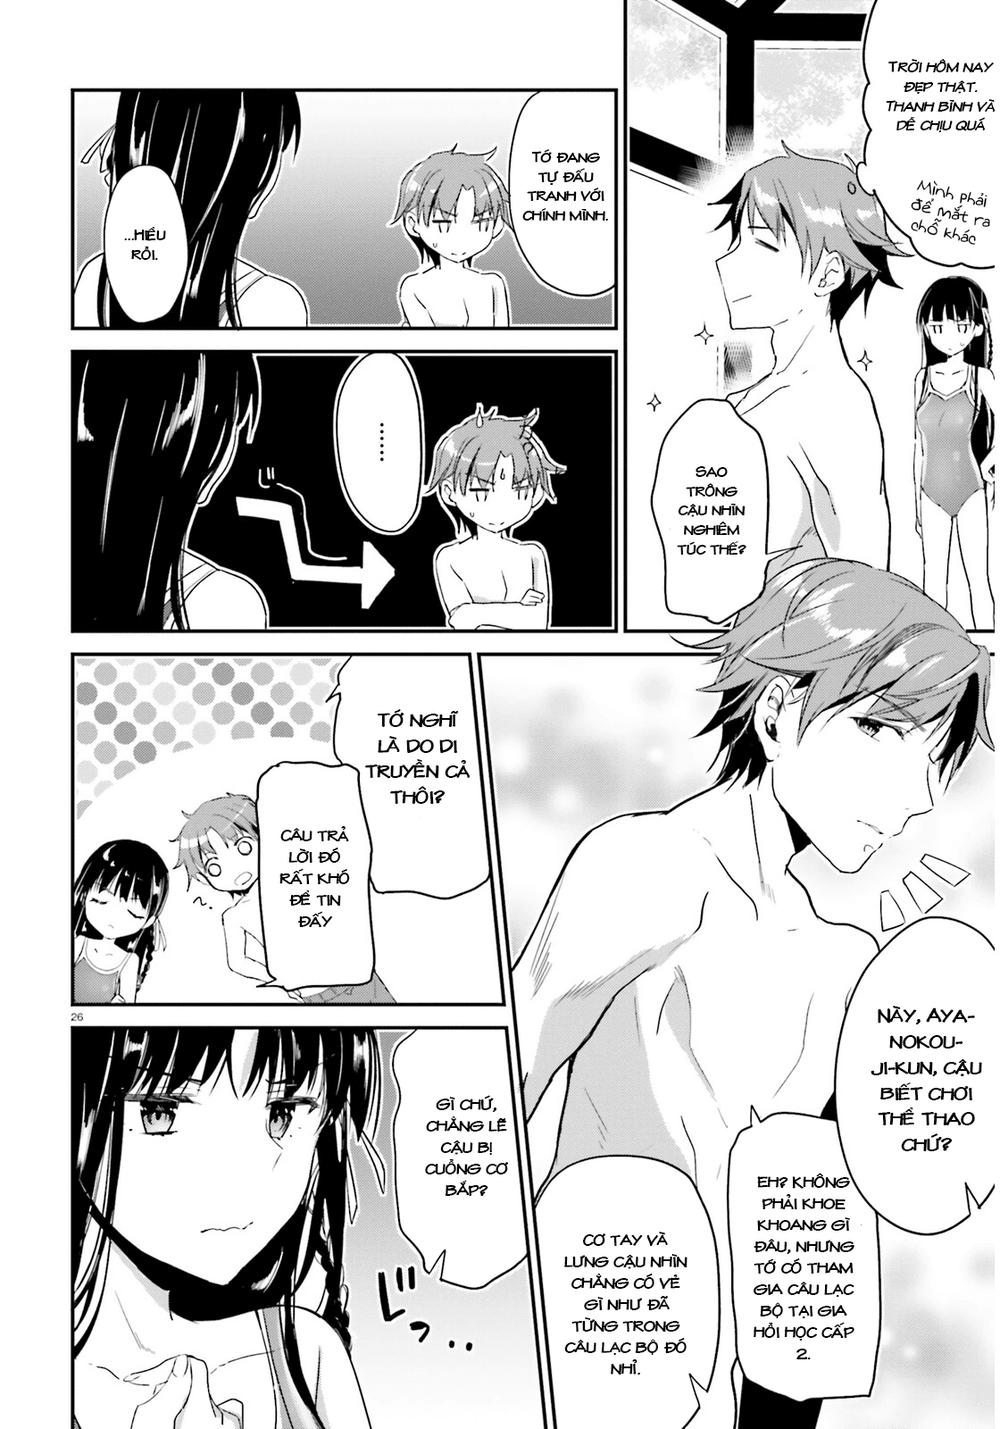 TRỜI HÔM NAY
ĐẸP THẬT.
THANH BÌNH VÀ
DỄ CHỊU QUÁ
Mình phải
để mắt ra
chỗ khác
SAO
TRÔNG
CẬU NHÌN
NGHIÊM
TÚC THẾ?
TỚ ĐANG
TỰ ĐẤU
TRANH VỚI
CHÍNH MÌNH.
...HIỂU
RỒI.
......
NÀY, AYA-
NOKOU-
JI-KUN, CẬU
BIẾT CHƠI
THỂ THAO
CHỨ?
EH? KHÔNG
PHẢI KHOE
KHOANG GÌ
ĐÂU, NHƯNG
TỚ CÓ THAM
GIA CÂU LẠC
BỘ TẠI GIA
HỒI HỌC CẤP
2.
CƠ TAY VÀ
LƯNG CẬU NHÌN
CHẲNG CÓ VẺ
GÌ NHƯ ĐÃ
TỪNG TRONG
CÂU LẠC BỘ ĐÓ
NHỈ.
TỚ NGHĨ
LÀ DO DI
TRUYỀN CẢ
THÔI?
CÂU TRẢ
LỜI ĐÓ
RẤT KHÓ
ĐỂ TIN
ĐẤY
26
GÌ CHỨ,
CHẲNG LẼ
CẬU BỊ
CUỒNG CƠ
BẮP?